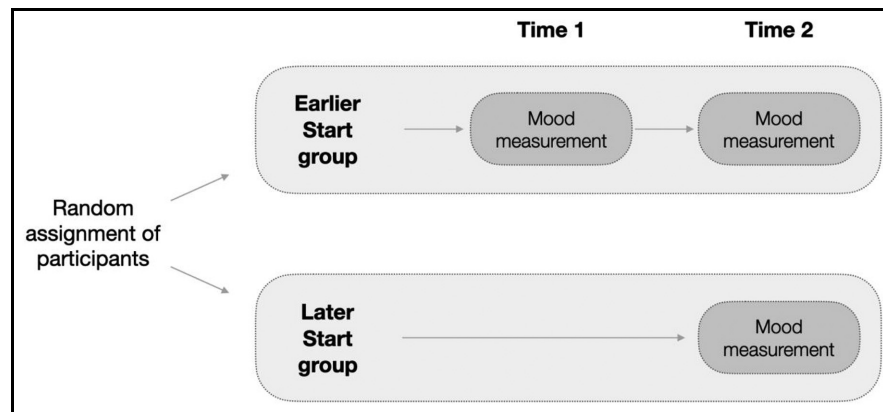 Time 1 Time 2
Earlier
Start
group
Mood
measurement
Mood
measurement
Random
assignment of
participants
Later
Start
group
Mood
measurement